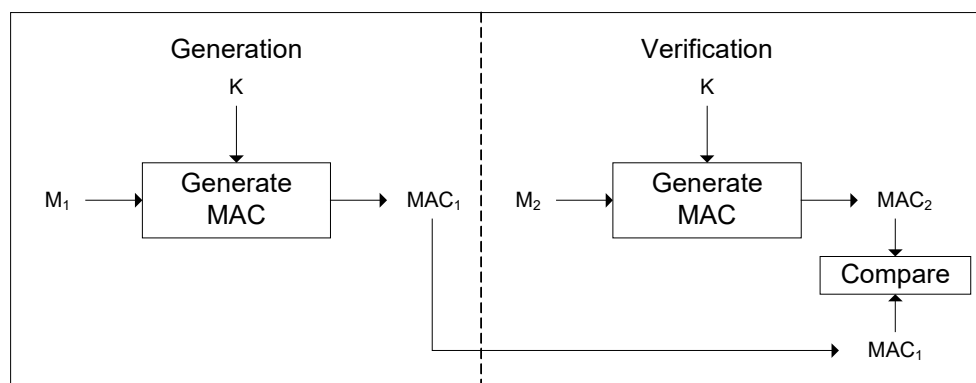 Generation
K
M₁
Generate
MAC
MAC₁
Verification
K
M₂
Generate
MAC
MAC₂
Compare
MAC₁